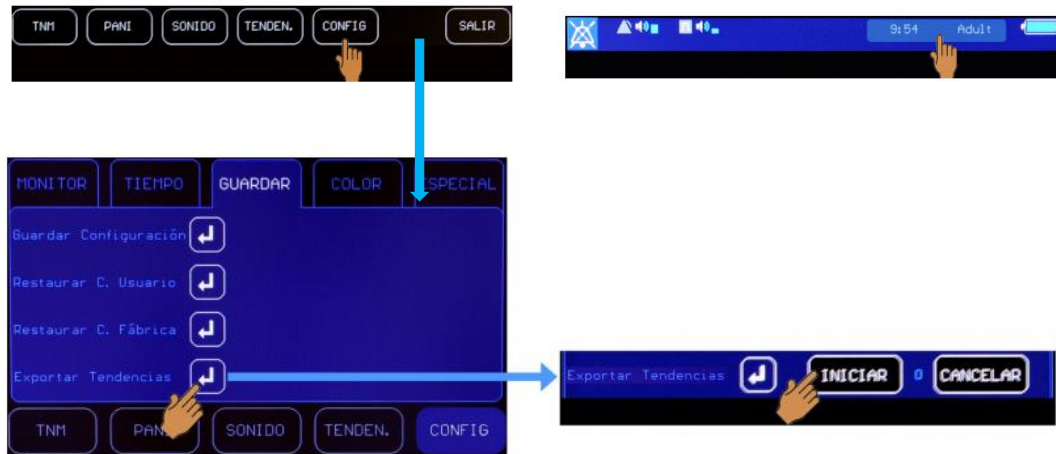 TNM PANI SONIDO TENDEN. CONFIG SALIR
9:54 Adult
MONITOR TIEMPO GUARDAR COLOR ESPECIAL
Guardar Configuración
Restaurar C. Usuario
Restaurar C. Fábrica
Exportar Tendencias
TNM PANI SONIDO TENDEN. CONFIG
Exportar Tendencias INICIAR O CANCELAR